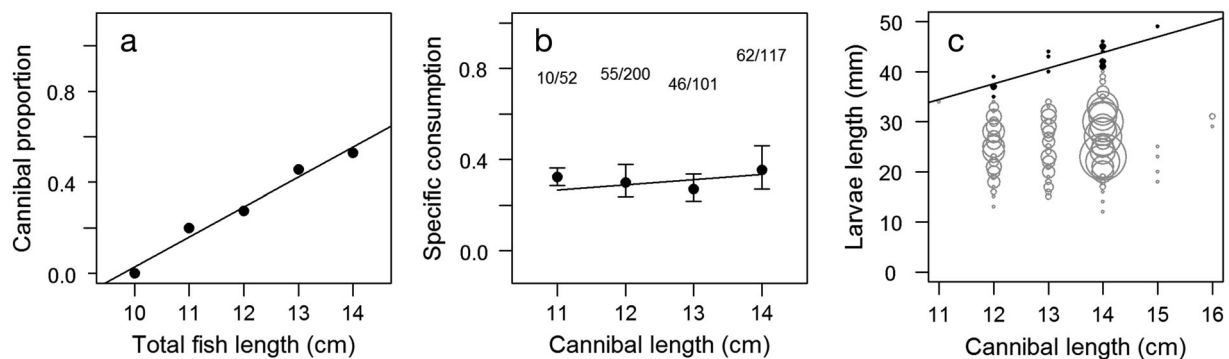 a
Cannibal proportion
0.8
0.4
0.0
10 11 12 13 14
Total fish length (cm)
b
Specific consumption
0.8
0.4
0.0
10/52 55/200 46/101 62/117
11 12 13 14
Cannibal length (cm)
c
Larvae length (mm)
50
40
30
20
10
0
11 12 13 14 15 16
Cannibal length (cm)